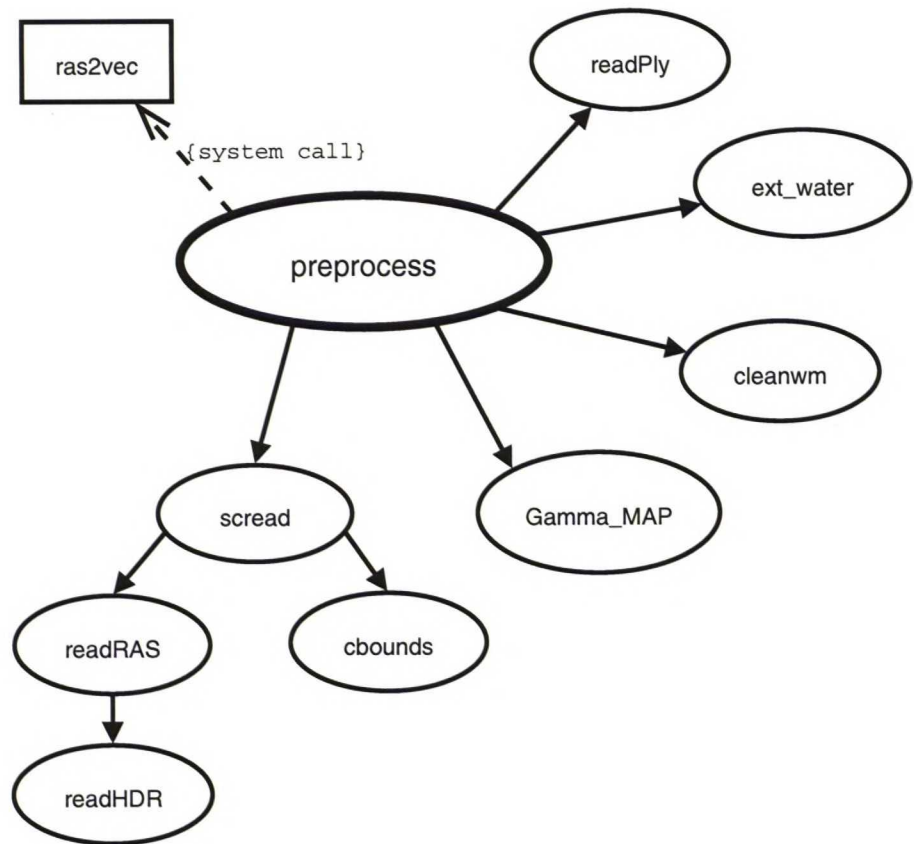 ras2vec
readPly
{system call}
ext_water
preprocess
cleanwm
scread
Gamma_MAP
readRAS
cbounds
readHDR